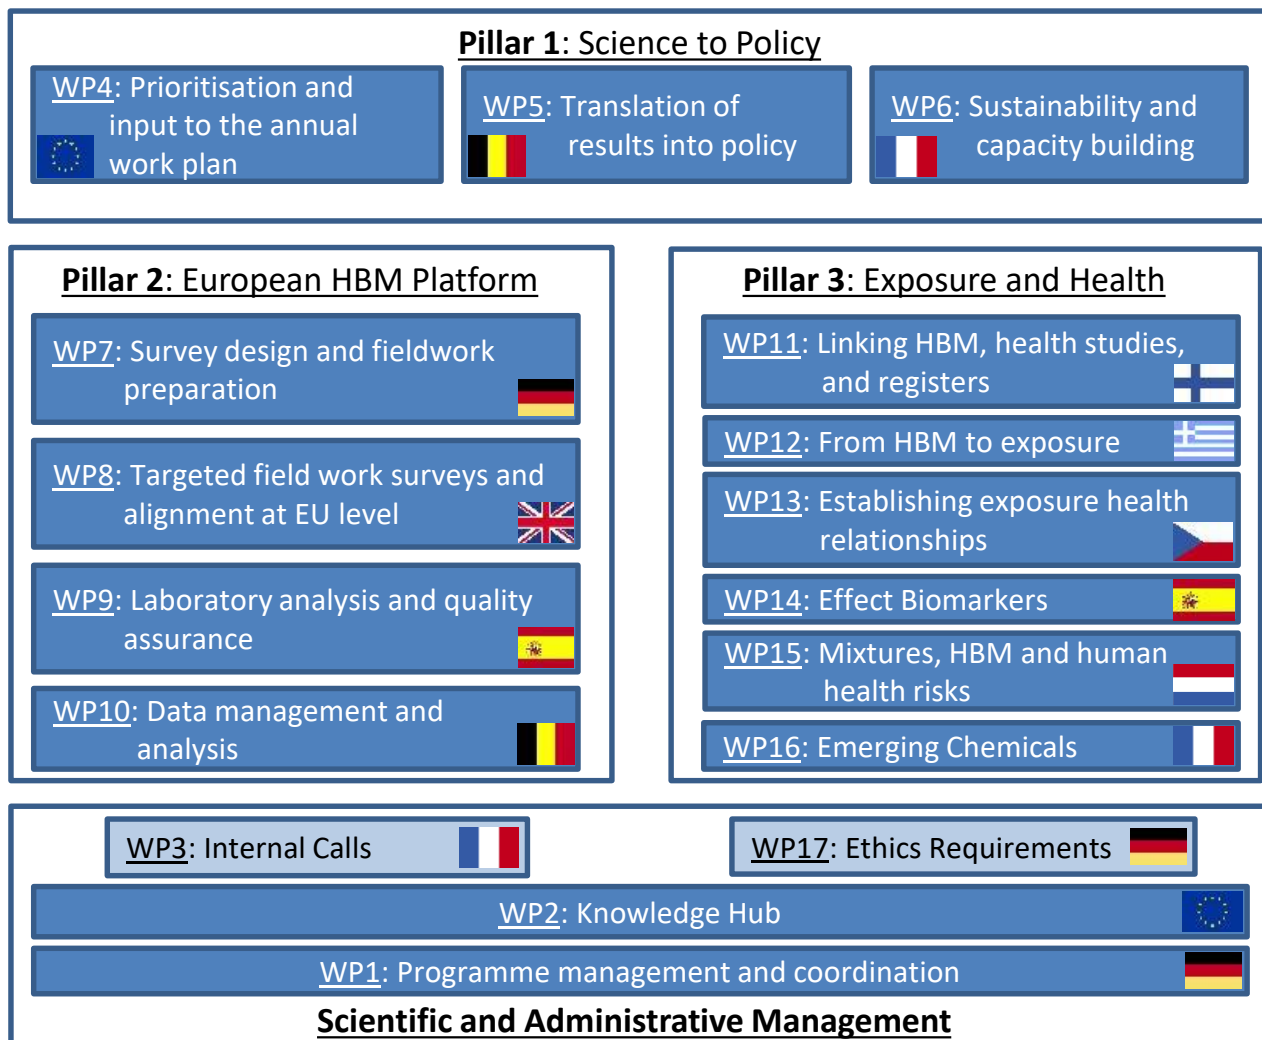 Pillar 1: Science to Policy
WP4: Prioritisation and
input to the annual
work plan
WP5: Translation of
results into policy
WP6: Sustainability and
capacity building
Pillar 2: European HBM Platform
WP7: Survey design and fieldwork
preparation
WP8: Targeted field work surveys and
alignment at EU level
WP9: Laboratory analysis and quality
assurance
WP10: Data management and
analysis
Pillar 3: Exposure and Health
WP11: Linking HBM, health studies,
and registers
WP12: From HBM to exposure
WP13: Establishing exposure health
relationships
WP14: Effect Biomarkers
WP15: Mixtures, HBM and human
health risks
WP16: Emerging Chemicals
WP3: Internal Calls
WP17: Ethics Requirements
WP2: Knowledge Hub
WP1: Programme management and coordination
Scientific and Administrative Management